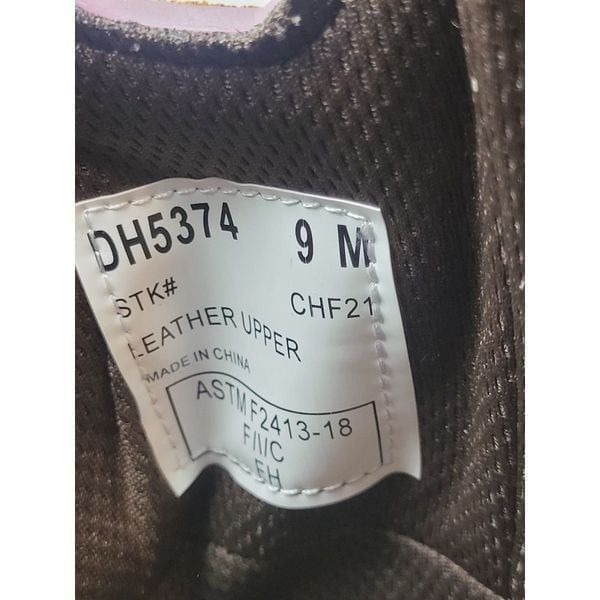 DH5374 9 M
STK# CHF21
LEATHER UPPER
MADE IN CHINA
ASTM F2413-18
F/I/C
EH